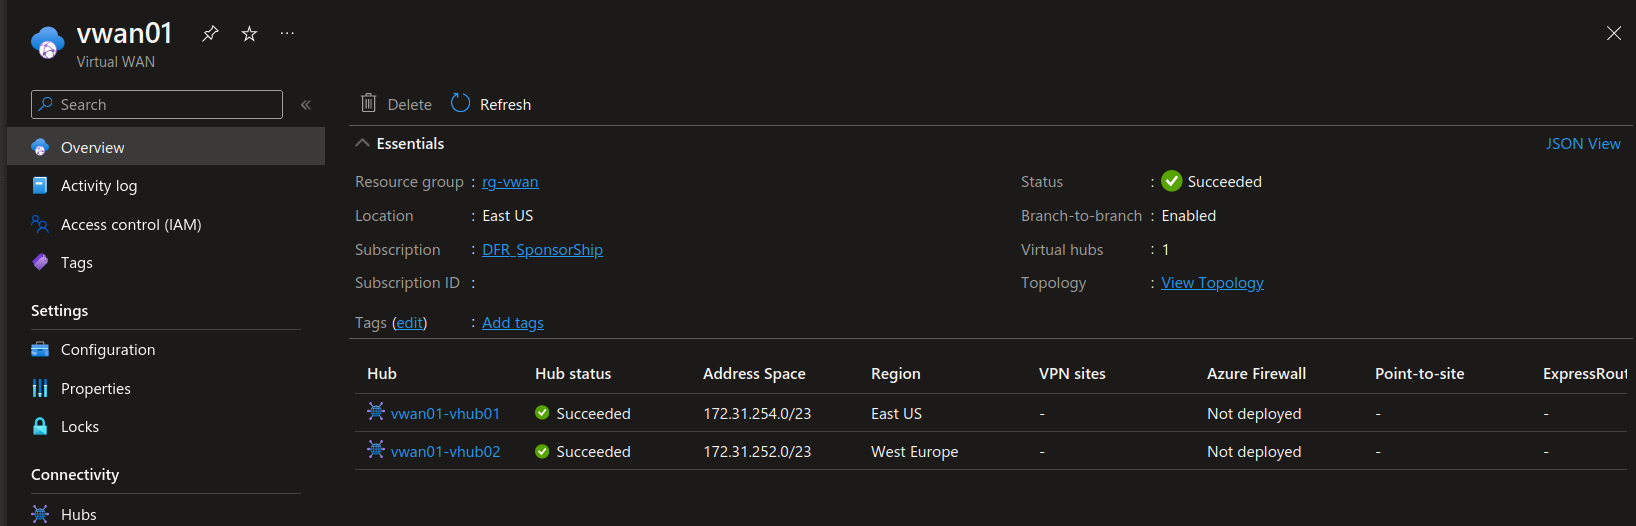 vwan01
Virtual WAN
Search
Delete
Refresh
Overview
Activity log
Access control (IAM)
Tags
Settings
Configuration
Properties
Locks
Connectivity
Hubs
Essentials
JSON View
Resource group : rg-vwan
Location : East US
Subscription : DFR_SponsorShip
Subscription ID :
Tags (edit) : Add tags
Status : Succeeded
Branch-to-branch : Enabled
Virtual hubs : 1
Topology : View Topology
Hub Hub status Address Space Region VPN sites Azure Firewall Point-to-site ExpressRout
vwan01-vhub01 Succeeded 172.31.254.0/23 East US - Not deployed - -
vwan01-vhub02 Succeeded 172.31.252.0/23 West Europe - Not deployed - -